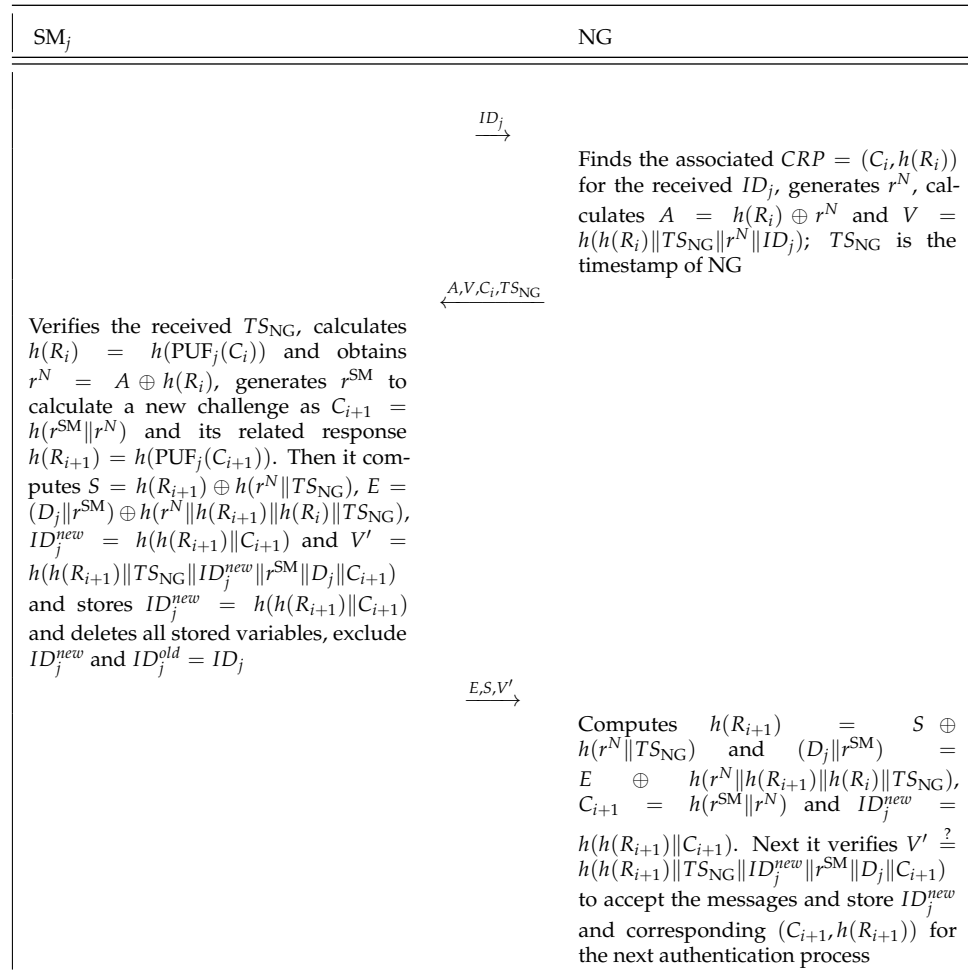 SM_j NG
ID_j
→
Finds the associated CRP = (C_i, h(R_i))
for the received ID_j, generates r^N, cal-
culates A = h(R_i) ⊕ r^N and V =
h(h(R_i)‖TS_NG‖r^N‖ID_j); TS_NG is the
timestamp of NG
A,V,C_i,TS_NG
←
Verifies the received TS_NG, calculates
h(R_i) = h(PUF_j(C_i)) and obtains
r^N = A ⊕ h(R_i), generates r^SM to
calculate a new challenge as C_{i+1} =
h(r^SM‖r^N) and its related response
h(R_{i+1}) = h(PUF_j(C_{i+1})). Then it com-
putes S = h(R_{i+1}) ⊕ h(r^N‖TS_NG), E =
(D_j‖r^SM) ⊕ h(r^N‖h(R_{i+1})‖h(R_i)‖TS_NG),
ID_j^new = h(h(R_{i+1})‖C_{i+1}) and V′ =
h(h(R_{i+1})‖TS_NG‖ID_j^new‖r^SM‖D_j‖C_{i+1})
and stores ID_j^new = h(h(R_{i+1})‖C_{i+1})
and deletes all stored variables, exclude
ID_j^new and ID_j^old = ID_j
E,S,V′
→
Computes h(R_{i+1}) = S ⊕
h(r^N‖TS_NG) and (D_j‖r^SM) =
E ⊕ h(r^N‖h(R_{i+1})‖h(R_i)‖TS_NG),
C_{i+1} = h(r^SM‖r^N) and ID_j^new =
h(h(R_{i+1})‖C_{i+1}). Next it verifies V′ ≟
h(h(R_{i+1})‖TS_NG‖ID_j^new‖r^SM‖D_j‖C_{i+1})
to accept the messages and store ID_j^new
and corresponding (C_{i+1}, h(R_{i+1})) for
the next authentication process